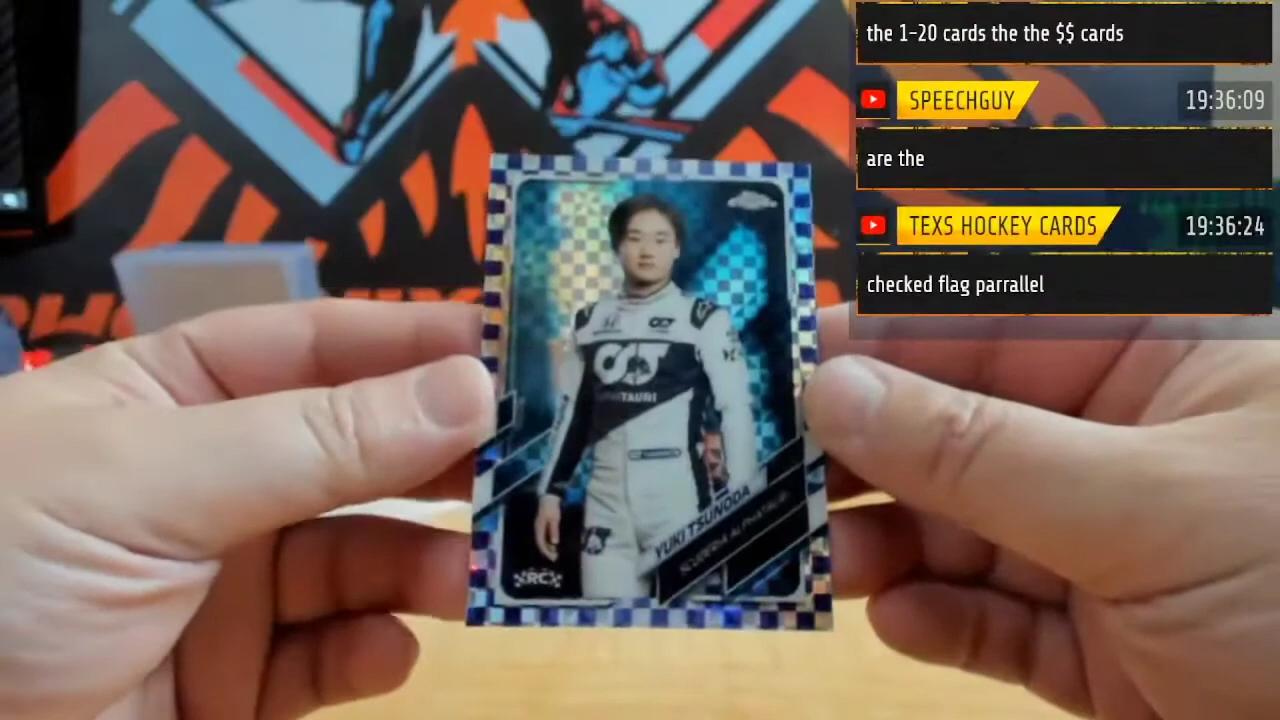 the 1-20 cards the the $$ cards
SPEECHGUY 19:36:09
are the
TEXS HOCKEY CARDS 19:36:24
checked flag parrallel
YUKI TSUNODA
SCUDERIA ALPHATAURI
RC